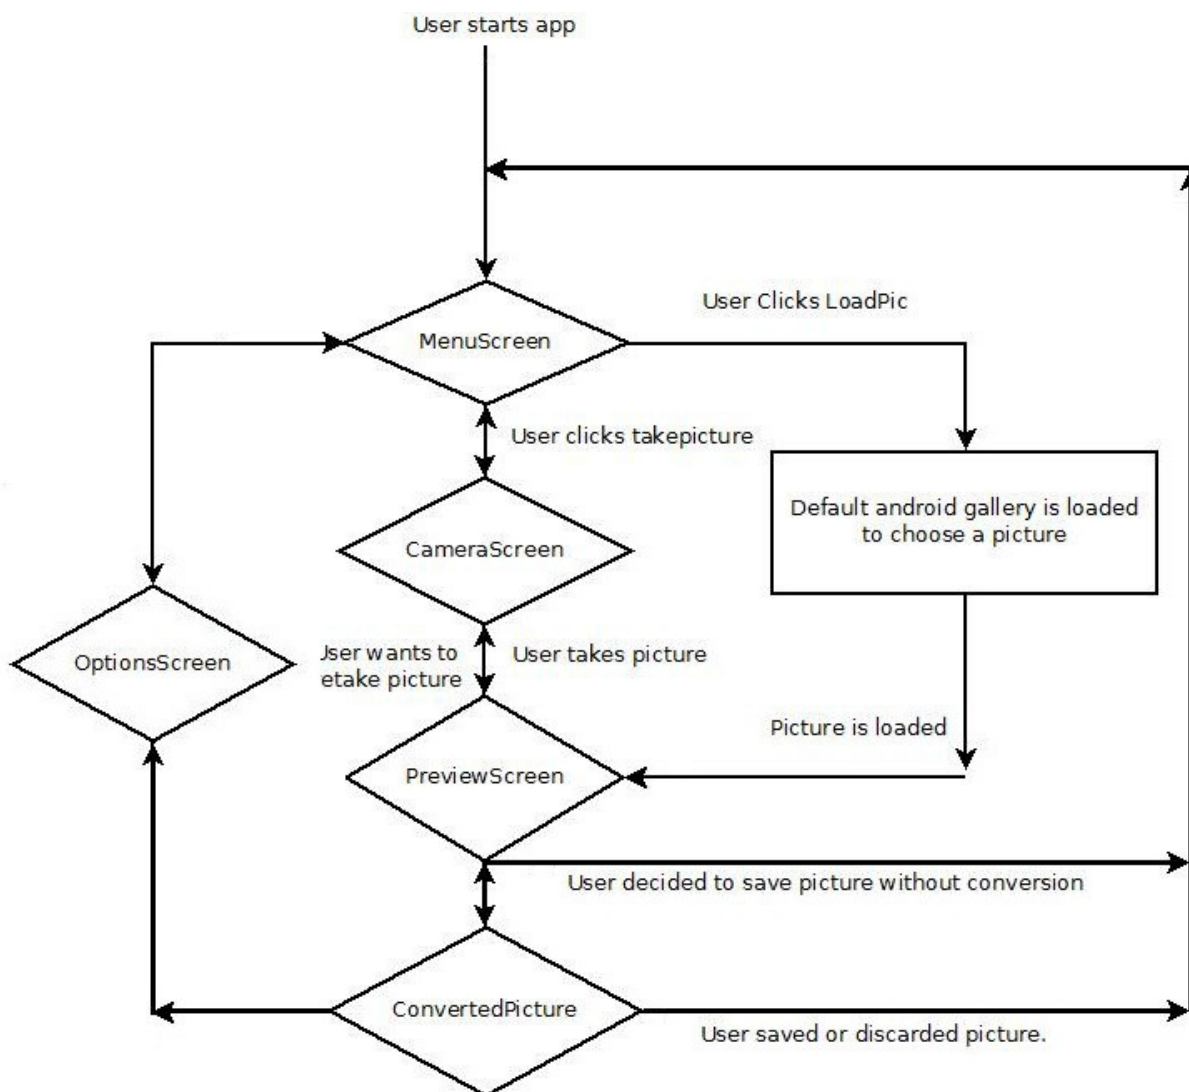 User starts app
User Clicks LoadPic
MenuScreen
User clicks takepicture
Default android gallery is loaded
to choose a picture
CameraScreen
OptionsScreen
Jser wants to
etake picture
User takes picture
Picture is loaded
PreviewScreen
User decided to save picture without conversion
ConvertedPicture
User saved or discarded picture.